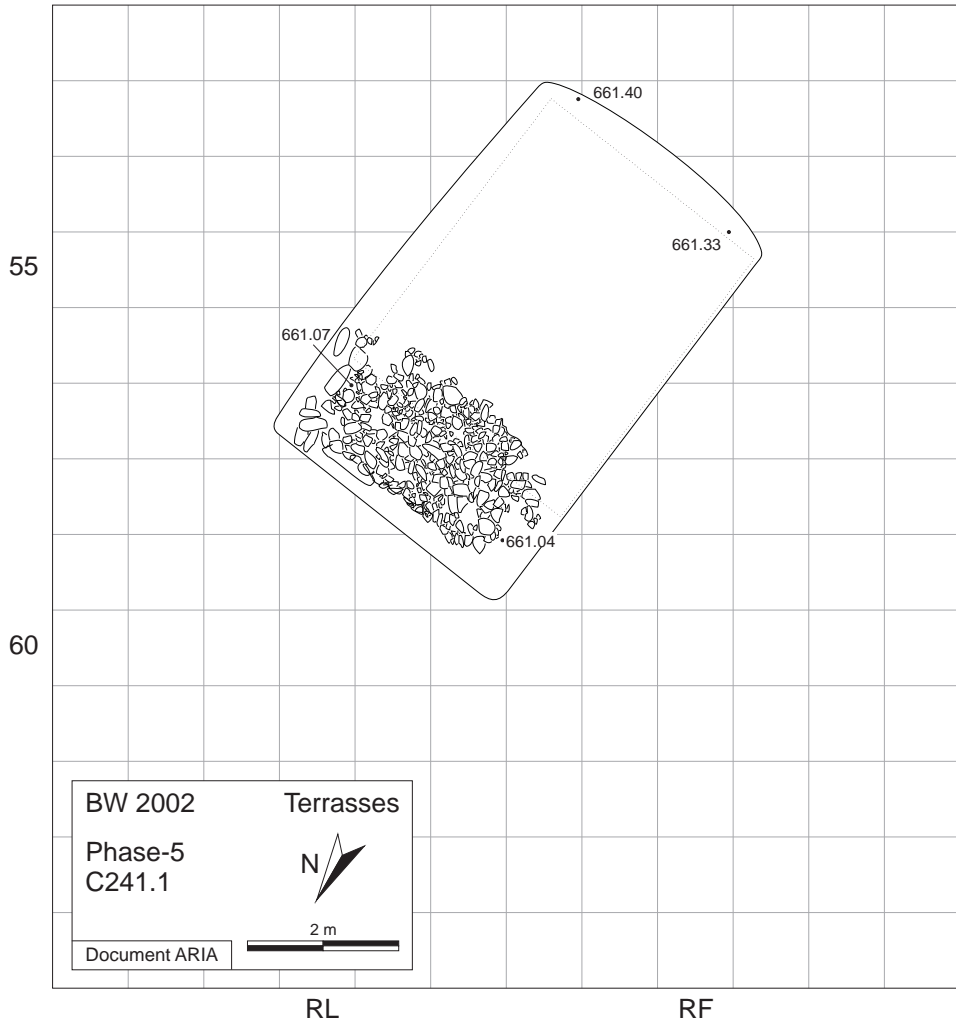 661.40
661.33
55
661.07
661.04
60
BW 2002 Terrasses
Phase-5
C241.1
N
2 m
Document ARIA
RL RF